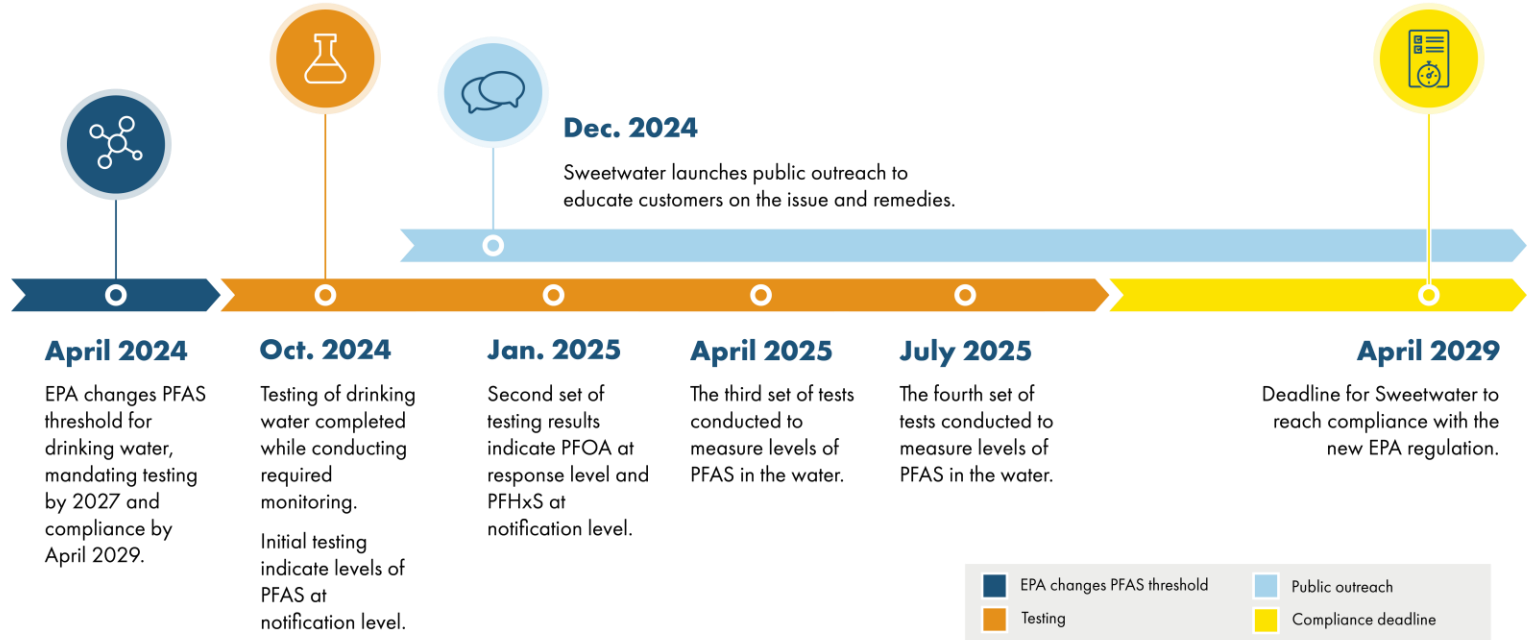 Dec. 2024
Sweetwater launches public outreach to
educate customers on the issue and remedies.
April 2024
EPA changes PFAS
threshold for
drinking water,
mandating testing
by 2027 and
compliance by
April 2029.
Oct. 2024
Testing of drinking
water completed
while conducting
required
monitoring.
Initial testing
indicate levels of
PFAS at
notification level.
Jan. 2025
Second set of
testing results
indicate PFOA at
response level and
PFHxS at
notification level.
April 2025
The third set of tests
conducted to
measure levels of
PFAS in the water.
July 2025
The fourth set of
tests conducted to
measure levels of
PFAS in the water.
April 2029
Deadline for Sweetwater to
reach compliance with the
new EPA regulation.
EPA changes PFAS threshold
Testing
Public outreach
Compliance deadline